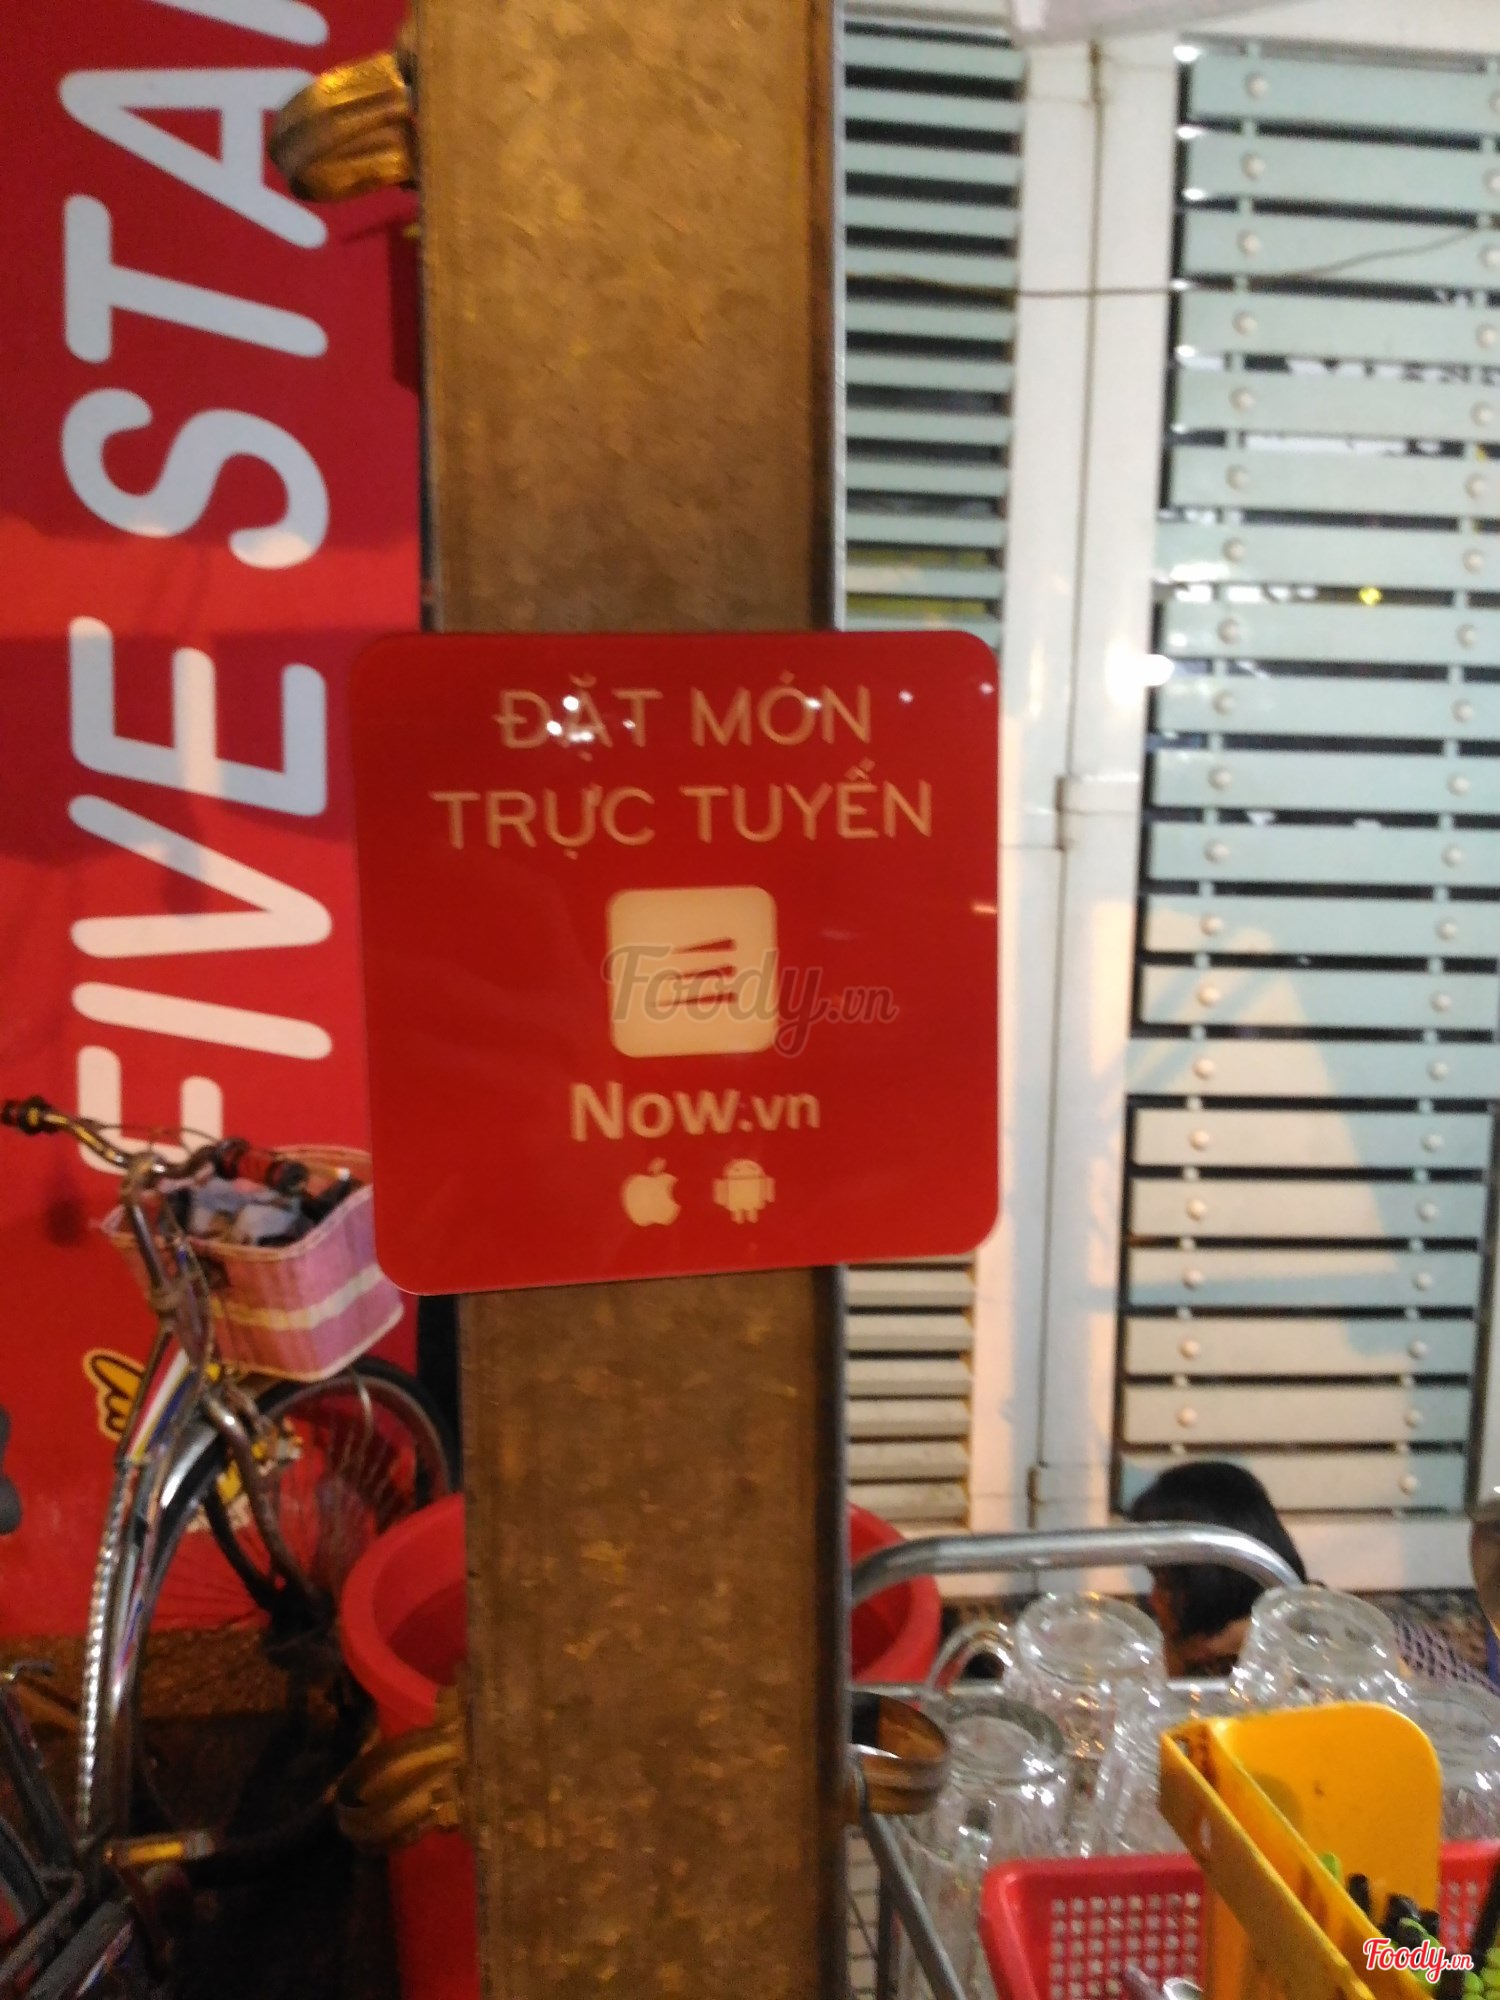 FIVE STA
ĐẶT MÓN
TRỰC TUYẾN
Foody.vn
Now.vn
Foody.vn